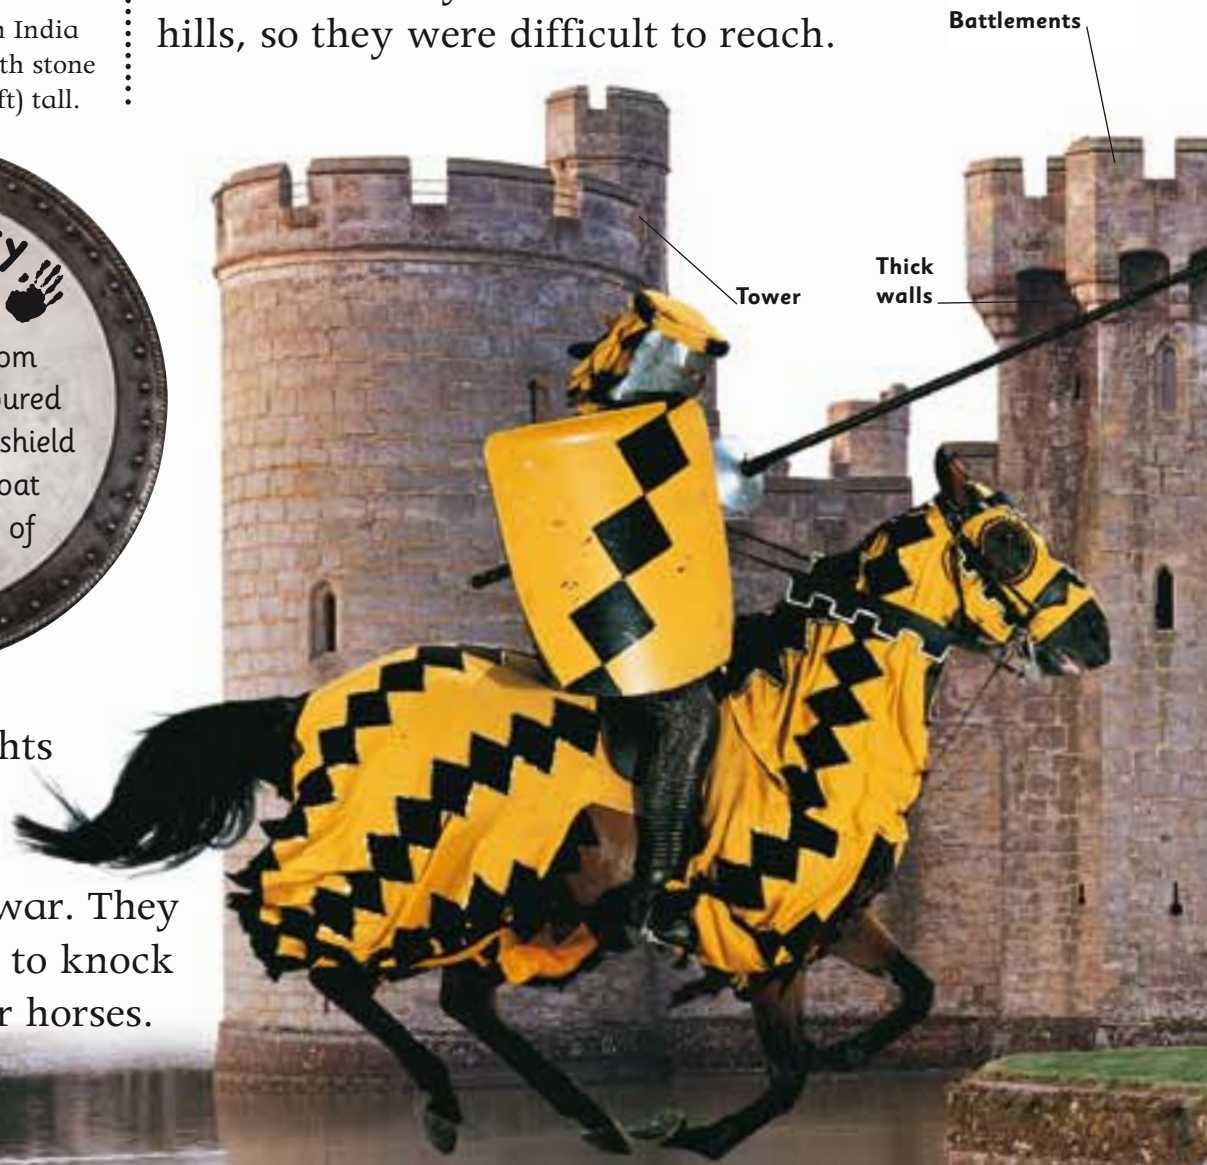 n India
th stone
ft) tall.
hills, so they were difficult to reach.
Battlements
Tower
Thick
walls
y.
om
oured
shield
oat
of
hts
war. They
to knock
r horses.